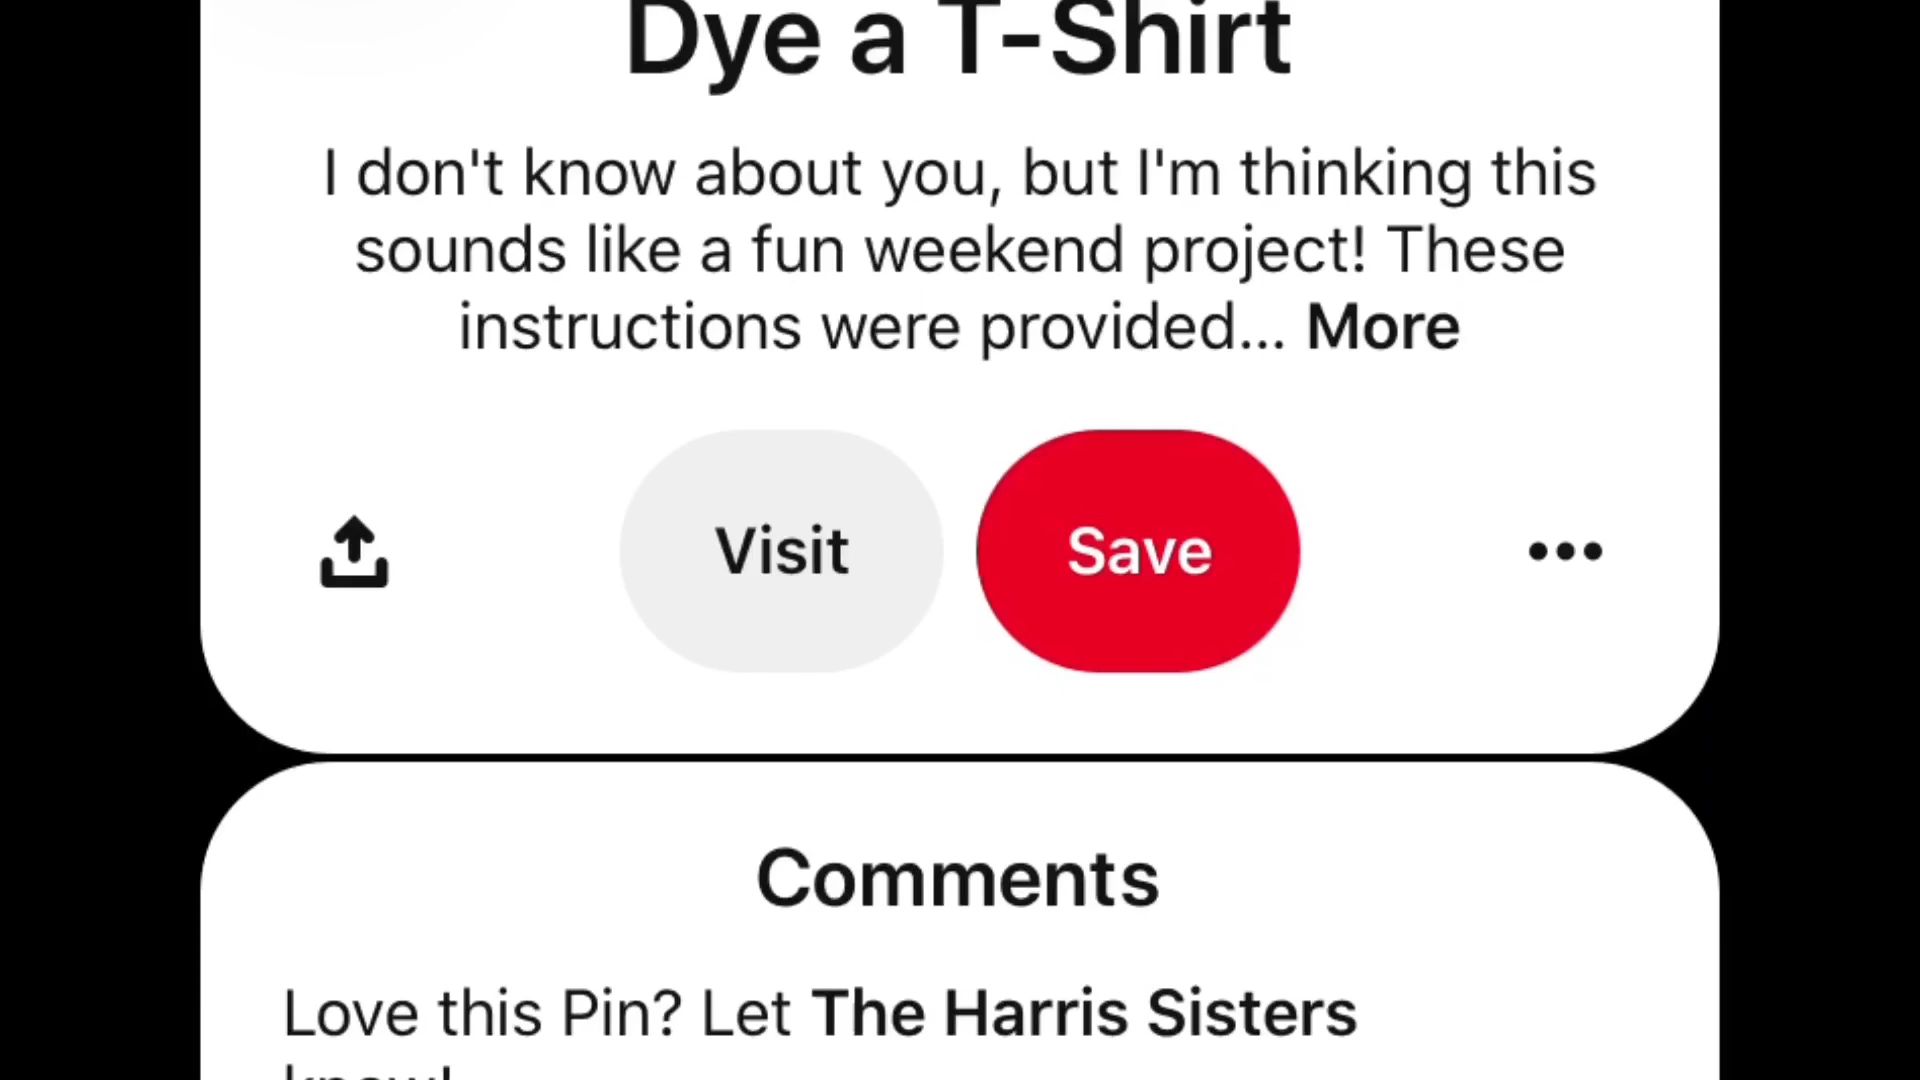 Dye a T-Shirt
I don't know about you, but I'm thinking this
sounds like a fun weekend project! These
instructions were provided... More
Visit
Save
Comments
Love this Pin? Let The Harris Sisters
know!